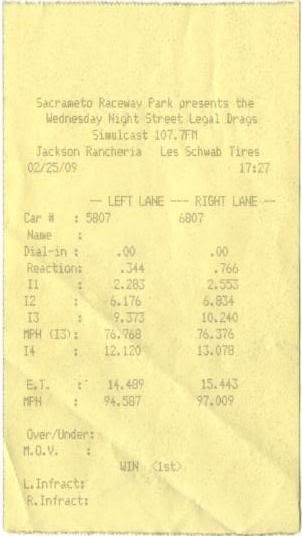 Sacrameto Raceway Park presents the
Wednesday Night Street Legal Drags
Simulcast 107.7FM
Jackson Rancheria Les Schwab Tires
02/25/09 17:27
-- LEFT LANE --- RIGHT LANE --
Car # : 5807 6807
Name :
Dial-in : .00 .00
Reaction: .344 .766
I1 : 2.283 2.553
I2 : 6.176 6.834
I3 : 9.373 10.240
MPH (I3): 76.768 76.376
I4 : 12.120 13.078
E.T. : 14.489 15.443
MPH : 94.587 97.009
Over/Under:
M.O.V. :
WIN <1st>
L.Infract:
R.Infract: